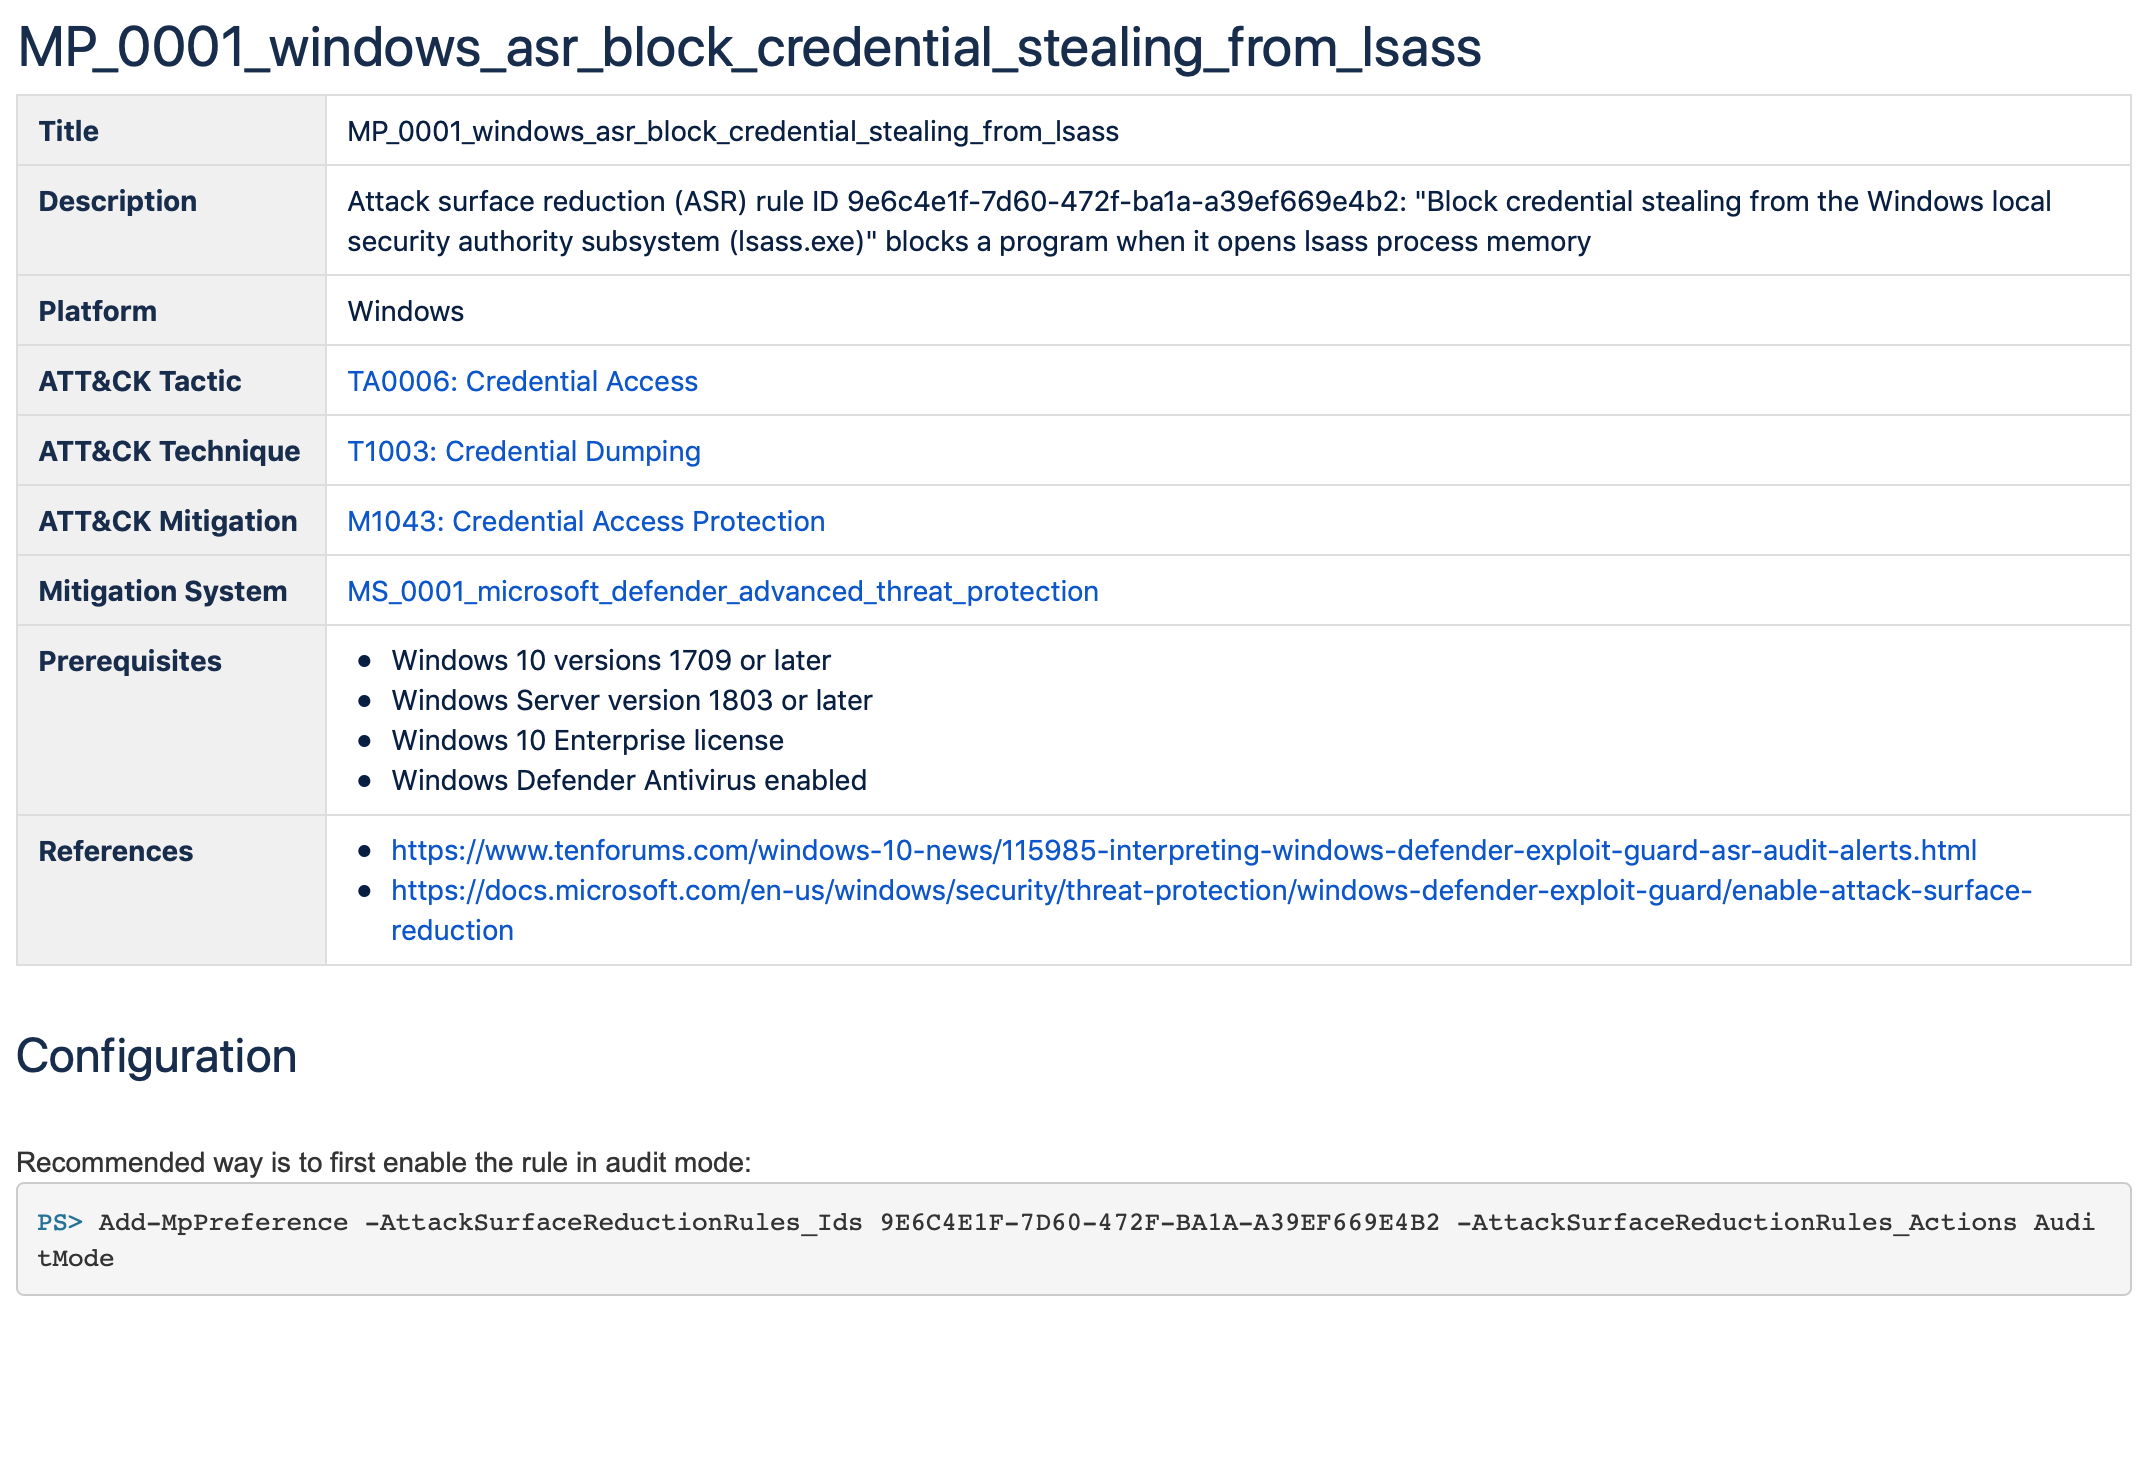 MP_0001_windows_asr_block_credential_stealing_from_lsass
Title MP_0001_windows_asr_block_credential_stealing_from_lsass
Description Attack surface reduction (ASR) rule ID 9e6c4e1f-7d60-472f-ba1a-a39ef669e4b2: "Block credential stealing from the Windows local
security authority subsystem (lsass.exe)" blocks a program when it opens lsass process memory
Platform Windows
ATT&CK Tactic TA0006: Credential Access
ATT&CK Technique T1003: Credential Dumping
ATT&CK Mitigation M1043: Credential Access Protection
Mitigation System MS_0001_microsoft_defender_advanced_threat_protection
Prerequisites ● Windows 10 versions 1709 or later
● Windows Server version 1803 or later
● Windows 10 Enterprise license
● Windows Defender Antivirus enabled
References ● https://www.tenforums.com/windows-10-news/115985-interpreting-windows-defender-exploit-guard-asr-audit-alerts.html
● https://docs.microsoft.com/en-us/windows/security/threat-protection/windows-defender-exploit-guard/enable-attack-surface-
reduction
Configuration
Recommended way is to first enable the rule in audit mode:
PS> Add-MpPreference -AttackSurfaceReductionRules_Ids 9E6C4E1F-7D60-472F-BA1A-A39EF669E4B2 -AttackSurfaceReductionRules_Actions Audi
tMode